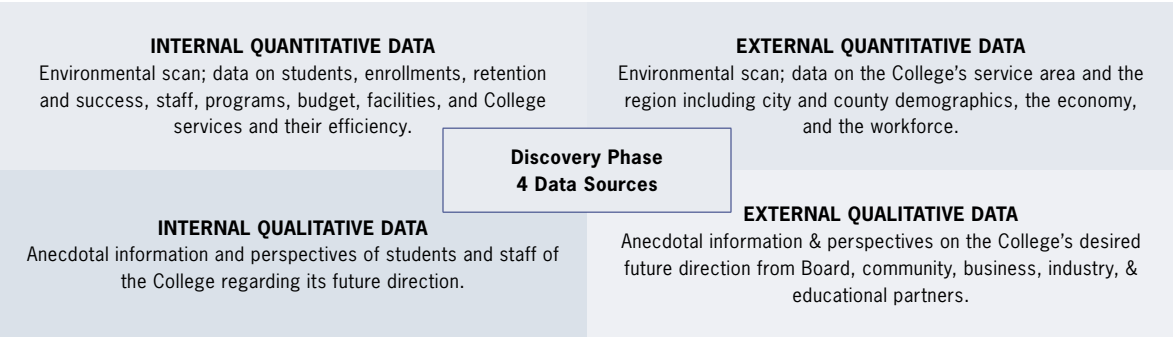 INTERNAL QUANTITATIVE DATA
Environmental scan; data on students, enrollments, retention
and success, staff, programs, budget, facilities, and College
services and their efficiency.
EXTERNAL QUANTITATIVE DATA
Environmental scan; data on the College’s service area and the
region including city and county demographics, the economy,
and the workforce.
Discovery Phase
4 Data Sources
INTERNAL QUALITATIVE DATA
Anecdotal information and perspectives of students and staff of
the College regarding its future direction.
EXTERNAL QUALITATIVE DATA
Anecdotal information & perspectives on the College’s desired
future direction from Board, community, business, industry, &
educational partners.